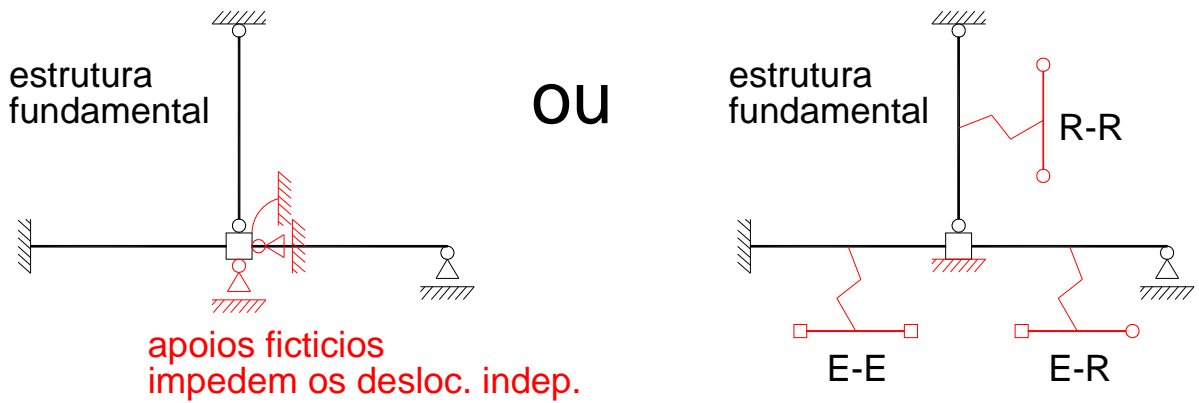 estrutura
fundamental
apoios ficticios
impedem os desloc. indep.
ou
estrutura
fundamental
R-R
E-E
E-R